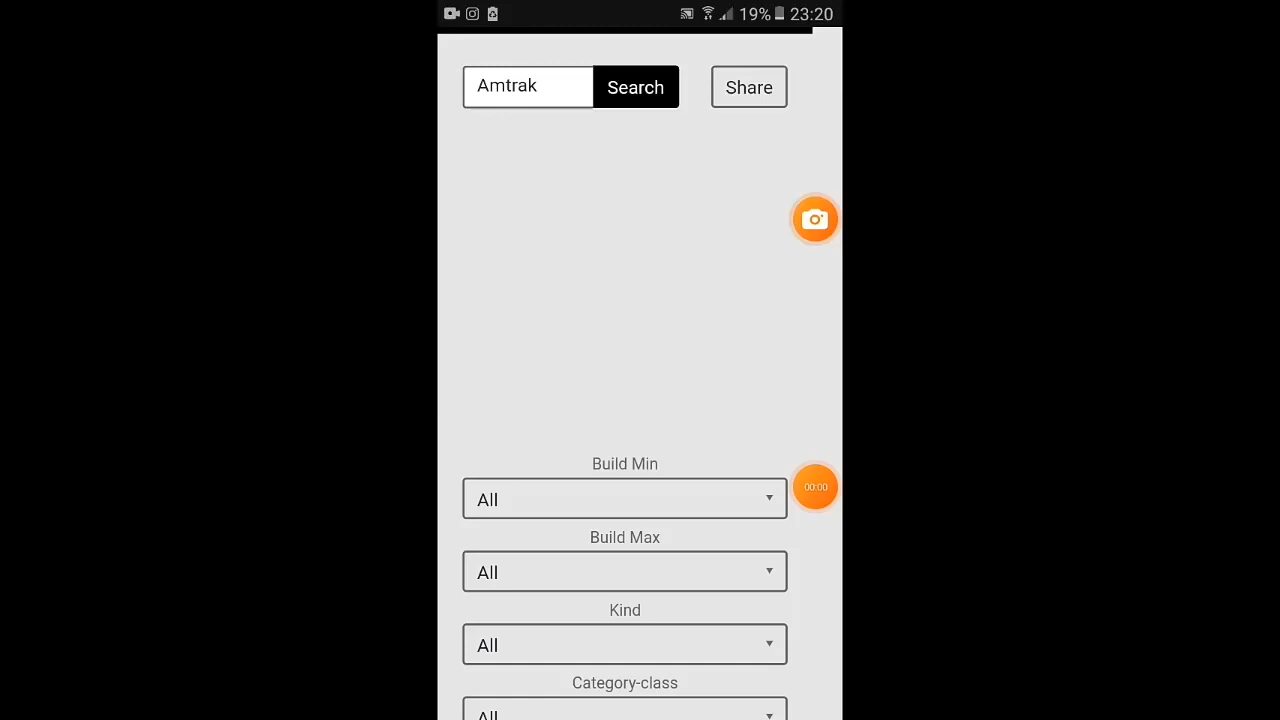 19% 23:20
Amtrak Search Share
Build Min
All
00:00
Build Max
All
Kind
All
Category-class
All